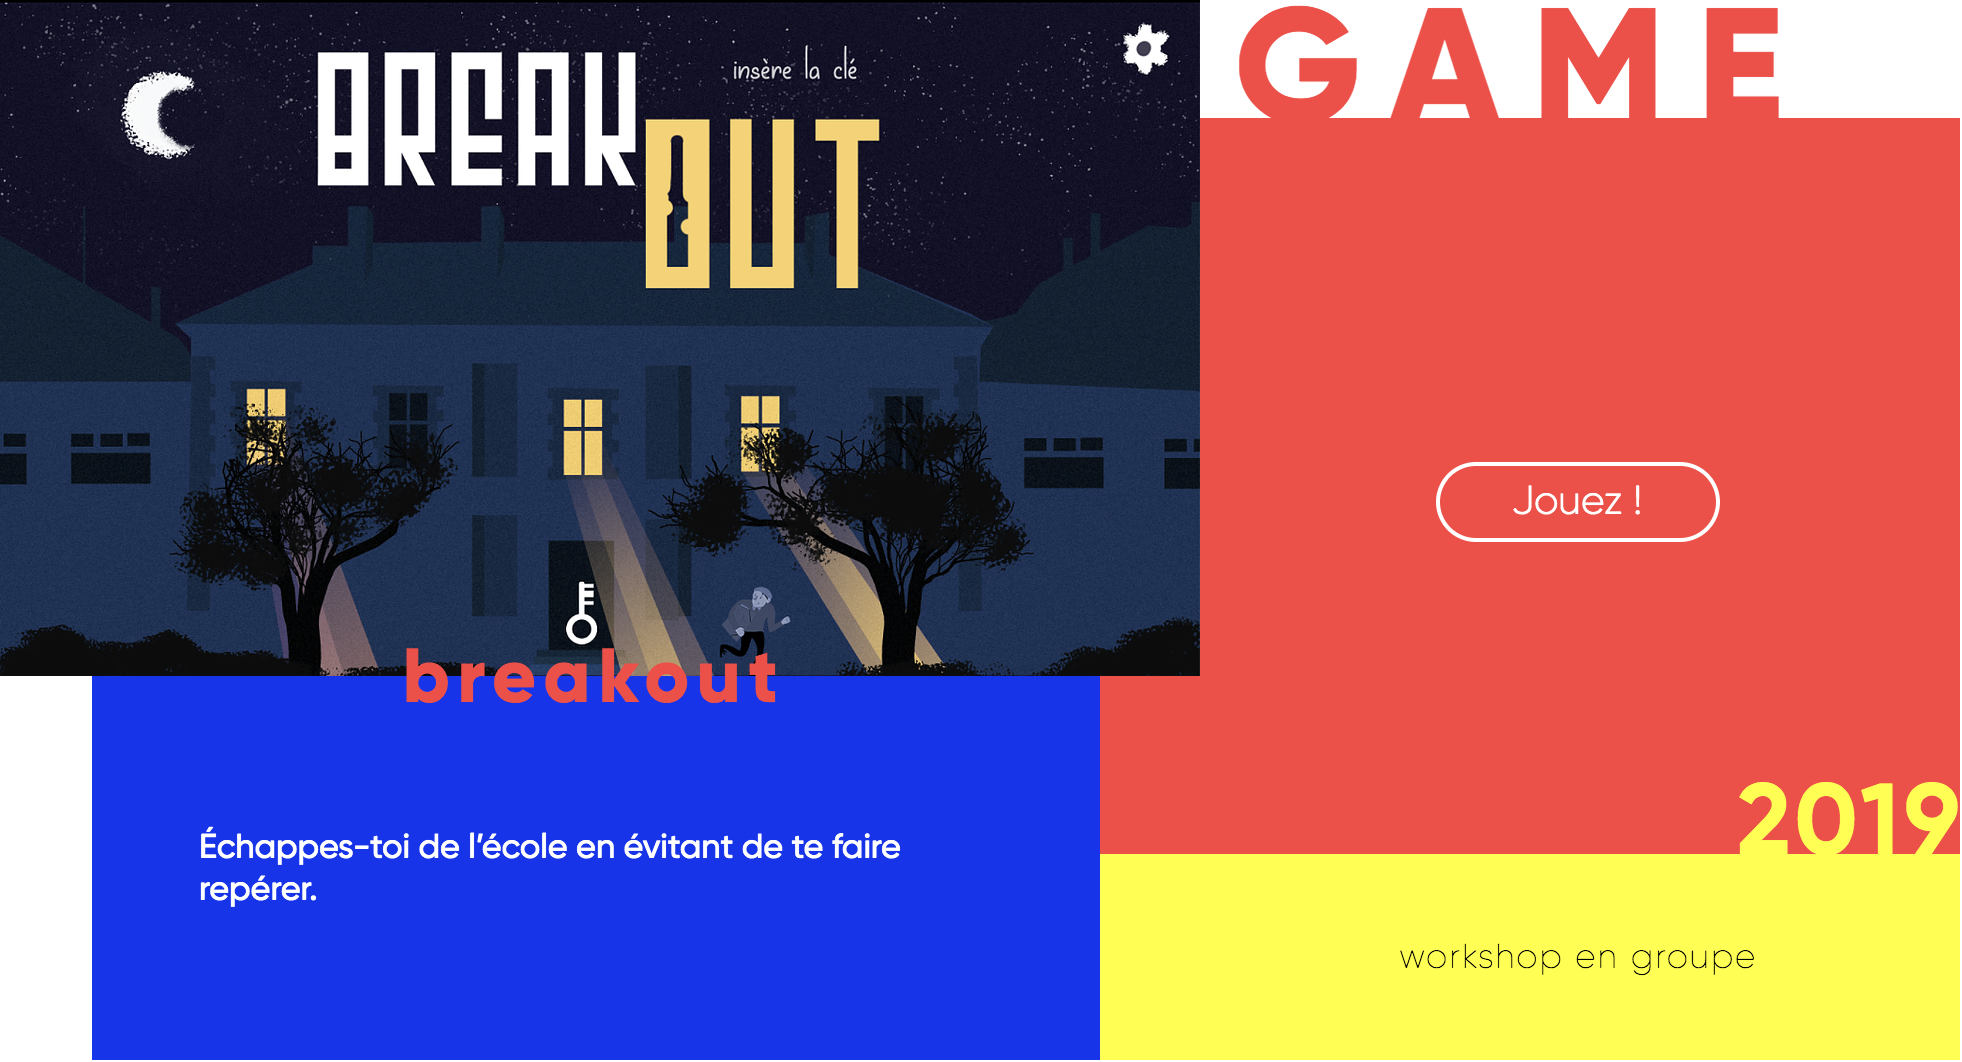 BREAK
insère la clé
OUT
GAME
Jouez !
breakout
2019
Échappes-toi de l'école en évitant de te faire
repérer.
workshop en groupe